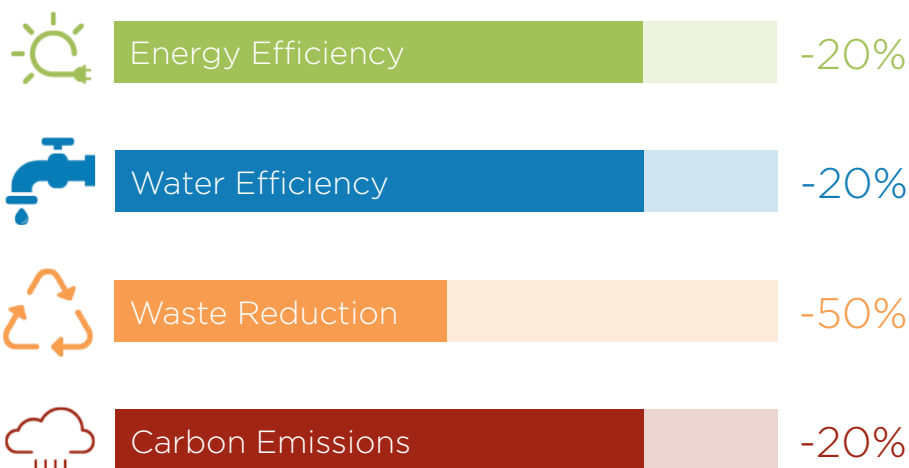 Energy Efficiency -20%
Water Efficiency -20%
Waste Reduction -50%
Carbon Emissions -20%